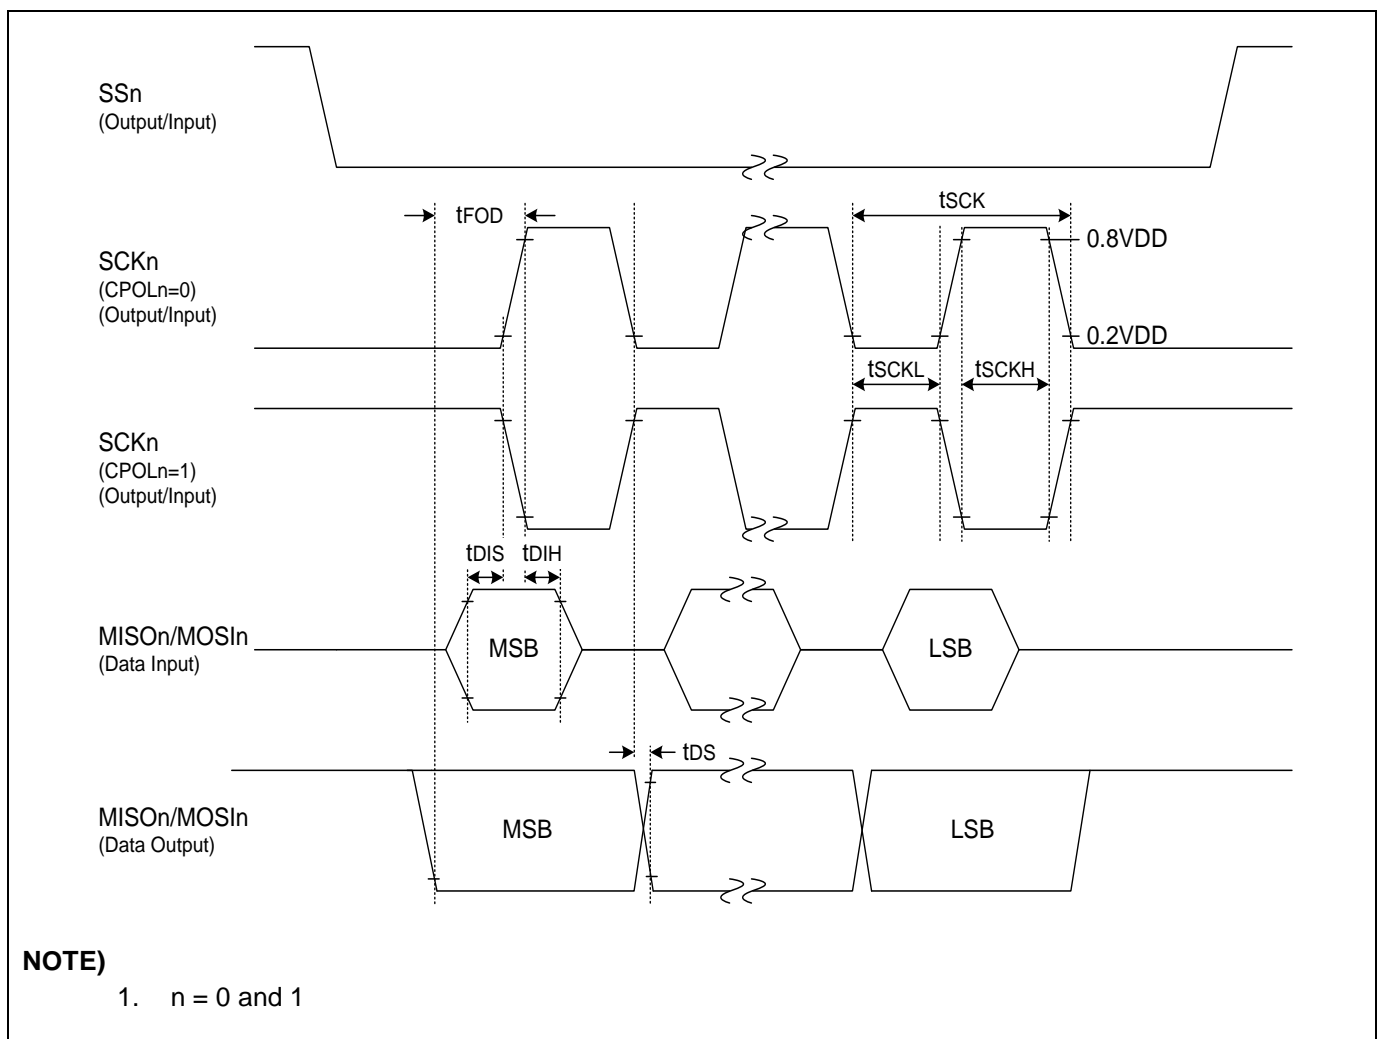 SSn
(Output/Input)
tSCK
tFOD
0.8VDD
SCKn
(CPOLn=0)
(Output/Input)
0.2VDD
tSCKL
tSCKH
SCKn
(CPOLn=1)
(Output/Input)
tDIS
tDIH
MISOn/MOSIn
(Data Input)
MSB
LSB
tDS
MISOn/MOSIn
(Data Output)
MSB
LSB
NOTE)
1. n = 0 and 1